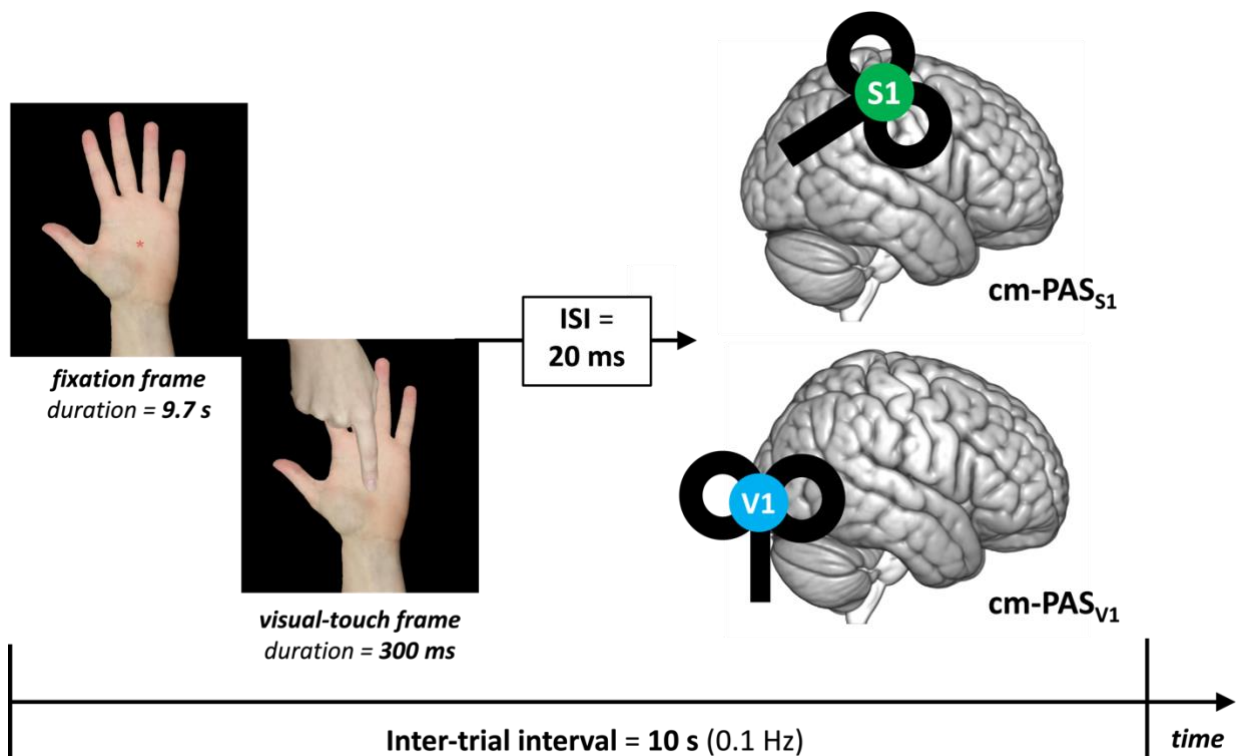 fixation frame
duration = 9.7 s
*
visual-touch frame
duration = 300 ms
ISI =
20 ms
S1
cm-PASS1
V1
cm-PASV1
Inter-trial interval = 10 s (0.1 Hz)
time